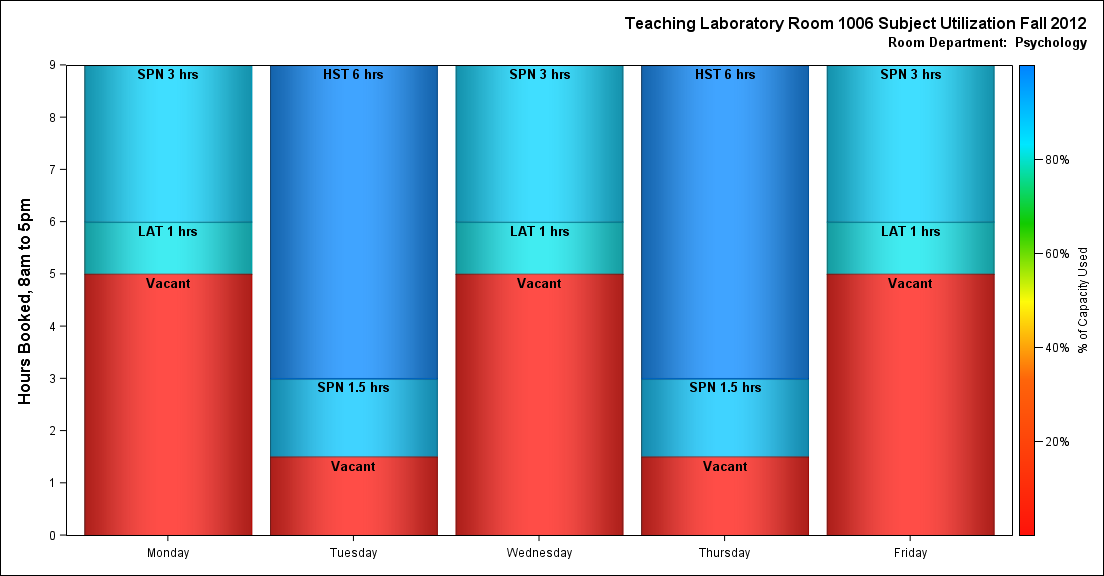 Teaching Laboratory Room 1006 Subject Utilization Fall 2012
Room Department:  Psychology
Hours Booked, 8am to 5pm
9
8
7
6
5
4
3
2
1
0
SPN 3 hrs
LAT 1 hrs
Vacant
HST 6 hrs
SPN 1.5 hrs
Vacant
SPN 3 hrs
LAT 1 hrs
Vacant
HST 6 hrs
SPN 1.5 hrs
Vacant
SPN 3 hrs
LAT 1 hrs
Vacant
Monday
Tuesday
Wednesday
Thursday
Friday
80%
60%
40%
20%
% of Capacity Used